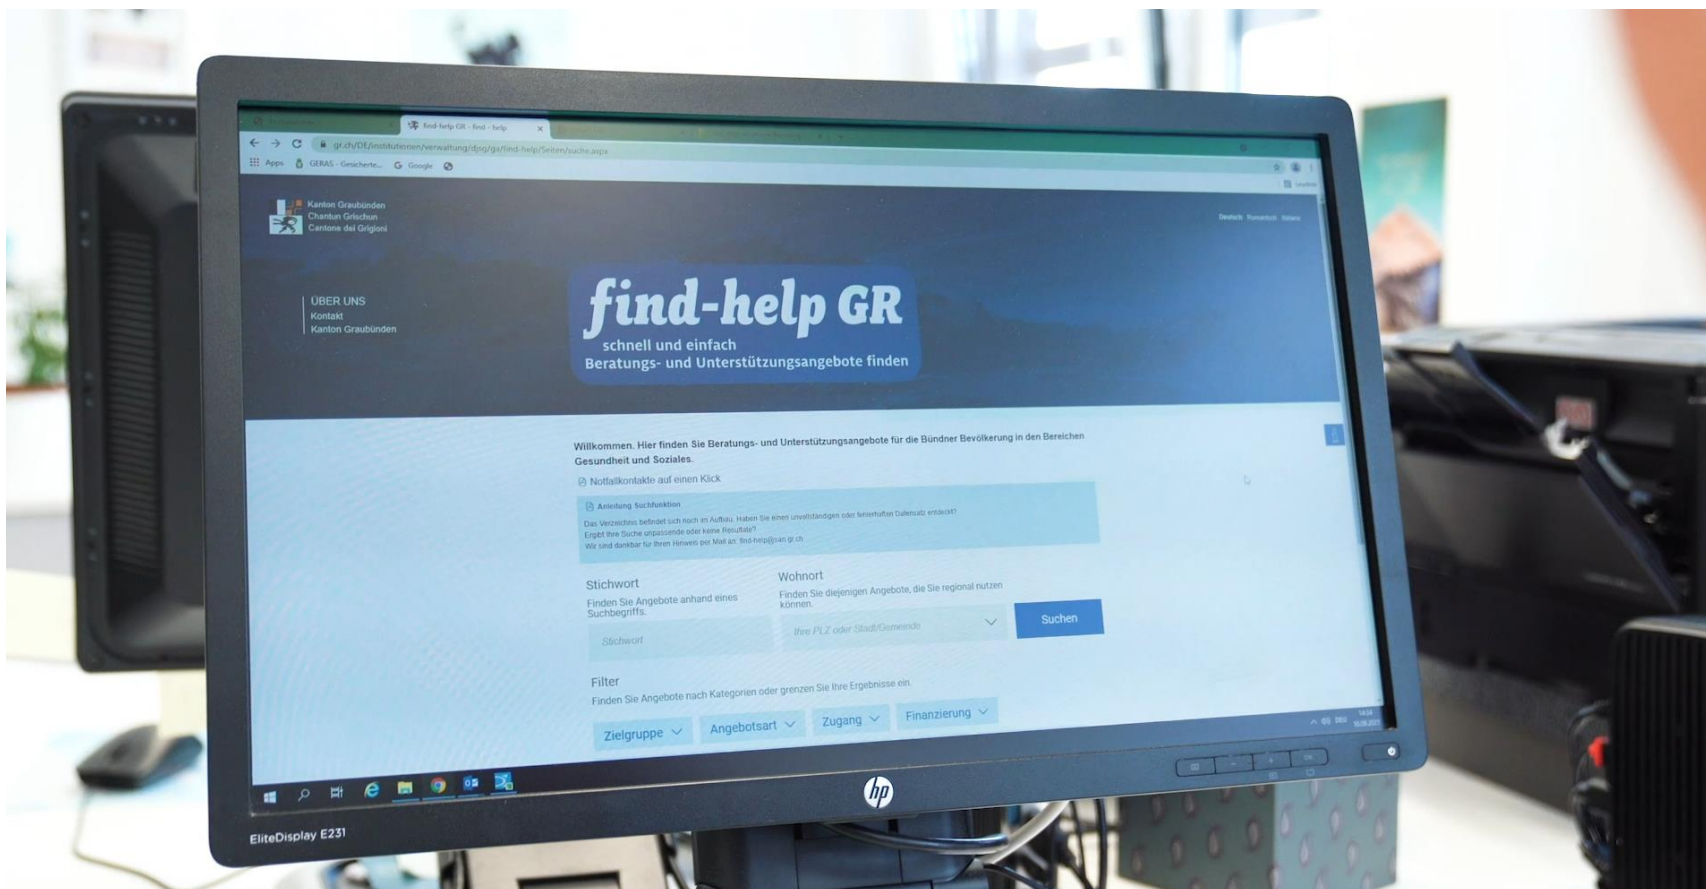 find-help GR - find - help
gr.ch/DE/institutionen/verwaltung/djsg/ga/find-help/Seiten/suche.aspx
Apps GERAS - Gesicherte... Google
Kanton Graubünden
Chantun Grischun
Cantone dei Grigioni
Deutsch Rumantsch Italiano
ÜBER UNS
Kontakt
Kanton Graubünden
find-help GR
schnell und einfach
Beratungs- und Unterstützungsangebote finden
Willkommen. Hier finden Sie Beratungs- und Unterstützungsangebote für die Bündner Bevölkerung in den Bereichen
Gesundheit und Soziales.
Notfallkontakte auf einen Klick
Anleitung Suchfunktion
Das Verzeichnis befindet sich noch im Aufbau. Haben Sie einen unvollständigen oder fehlerhaften Datensatz entdeckt?
Ergibt Ihre Suche unpassende oder keine Resultate?
Wir sind dankbar für Ihren Hinweis per Mail an: find-help@san.gr.ch
Stichwort
Finden Sie Angebote anhand eines
Suchbegriffs.
Stichwort
Wohnort
Finden Sie diejenigen Angebote, die Sie regional nutzen
können.
Ihre PLZ oder Stadt/Gemeinde
Suchen
Filter
Finden Sie Angebote nach Kategorien oder grenzen Sie Ihre Ergebnisse ein.
Zielgruppe
Angebotsart
Zugang
Finanzierung
DEU
hp
EliteDisplay E231